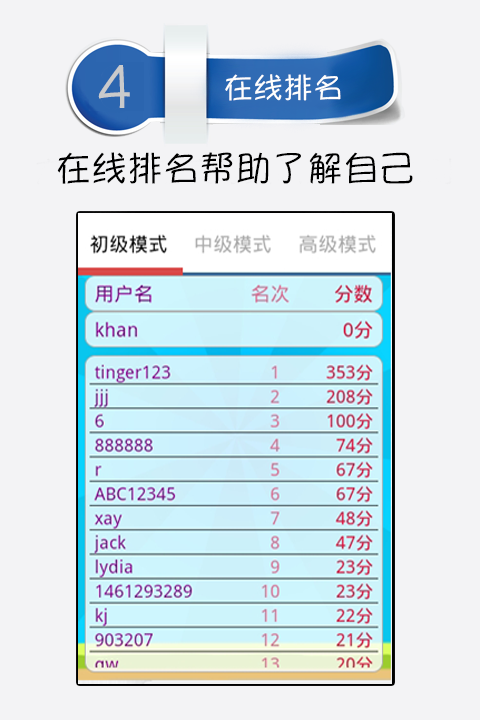 4
在线排名
在线排名帮助了解自己
初级模式 中级模式 高级模式
用户名 名次 分数
khan 0分
tinger123 1 353分
jjj 2 208分
6 3 100分
888888 4 74分
r 5 67分
ABC12345 6 67分
xay 7 48分
jack 8 47分
lydia 9 23分
1461293289 10 23分
kj 11 22分
903207 12 21分
qw 13 20分